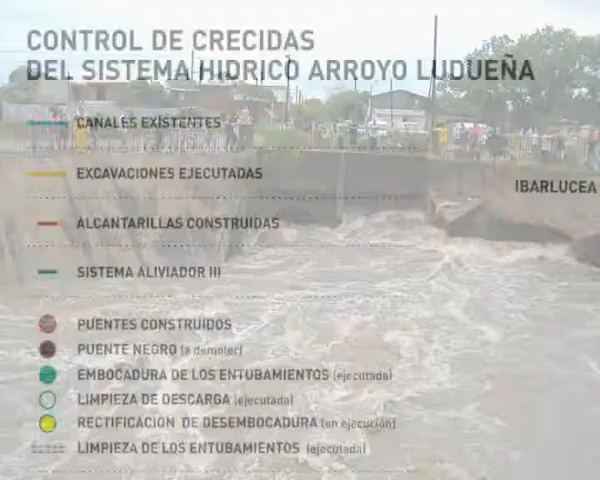 CONTROL DE CRECIDAS
DEL SISTEMA HIDRICO ARROYO LUDUEÑA
CANALES EXISTENTES
EXCAVACIONES EJECUTADAS
IBARLUCEA
ALCANTARILLAS CONSTRUIDAS
SISTEMA ALIVIADOR III
PUENTES CONSTRUIDOS
PUENTE NEGRO (a demoler)
EMBOCADURA DE LOS ENTUBAMIENTOS (ejecutada)
LIMPIEZA DE DESCARGA (ejecutada)
RECTIFICACION DE DESEMBOCADURA (en ejecución)
LIMPIEZA DE LOS ENTUBAMIENTOS (ejecutada)